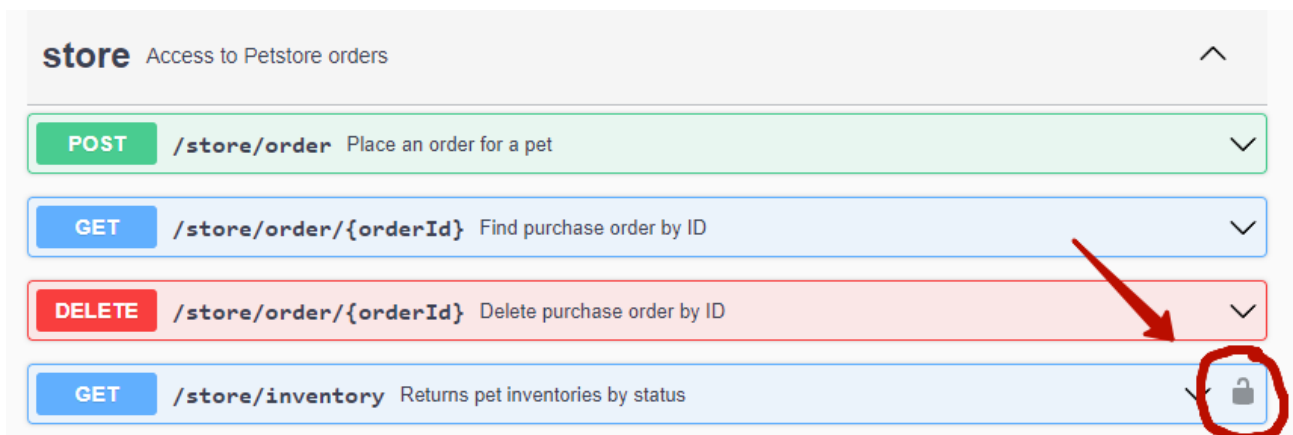 store Access to Petstore orders
POST /store/order Place an order for a pet
GET /store/order/{orderId} Find purchase order by ID
DELETE /store/order/{orderId} Delete purchase order by ID
GET /store/inventory Returns pet inventories by status